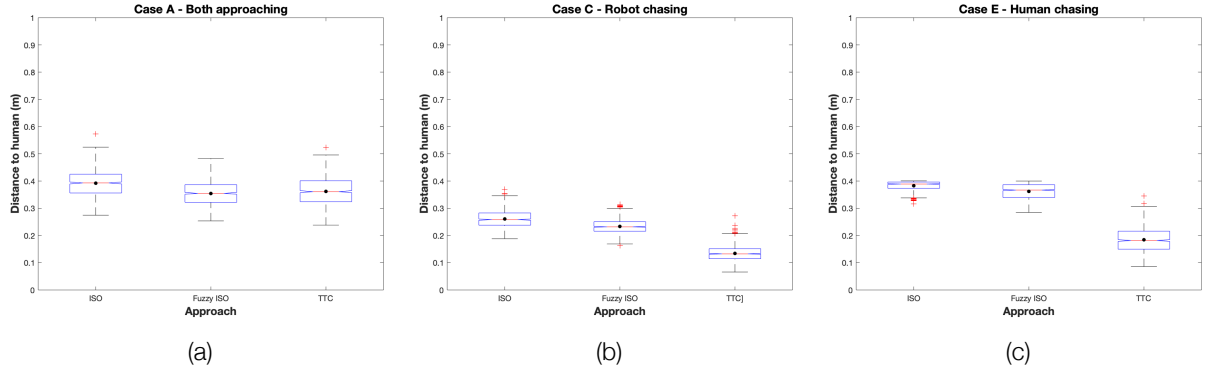 Case A - Both approaching
1
0.9
0.8
0.7
0.6
0.5
0.4
0.3
0.2
0.1
0
Distance to human (m)
ISO
Fuzzy ISO
TTC
Approach
(a)
Case C - Robot chasing
1
0.9
0.8
0.7
0.6
0.5
0.4
0.3
0.2
0.1
0
Distance to human (m)
ISO
Fuzzy ISO
TTC]
Approach
(b)
Case E - Human chasing
1
0.9
0.8
0.7
0.6
0.5
0.4
0.3
0.2
0.1
0
Distance to human (m)
ISO
Fuzzy ISO
TTC
Approach
(c)